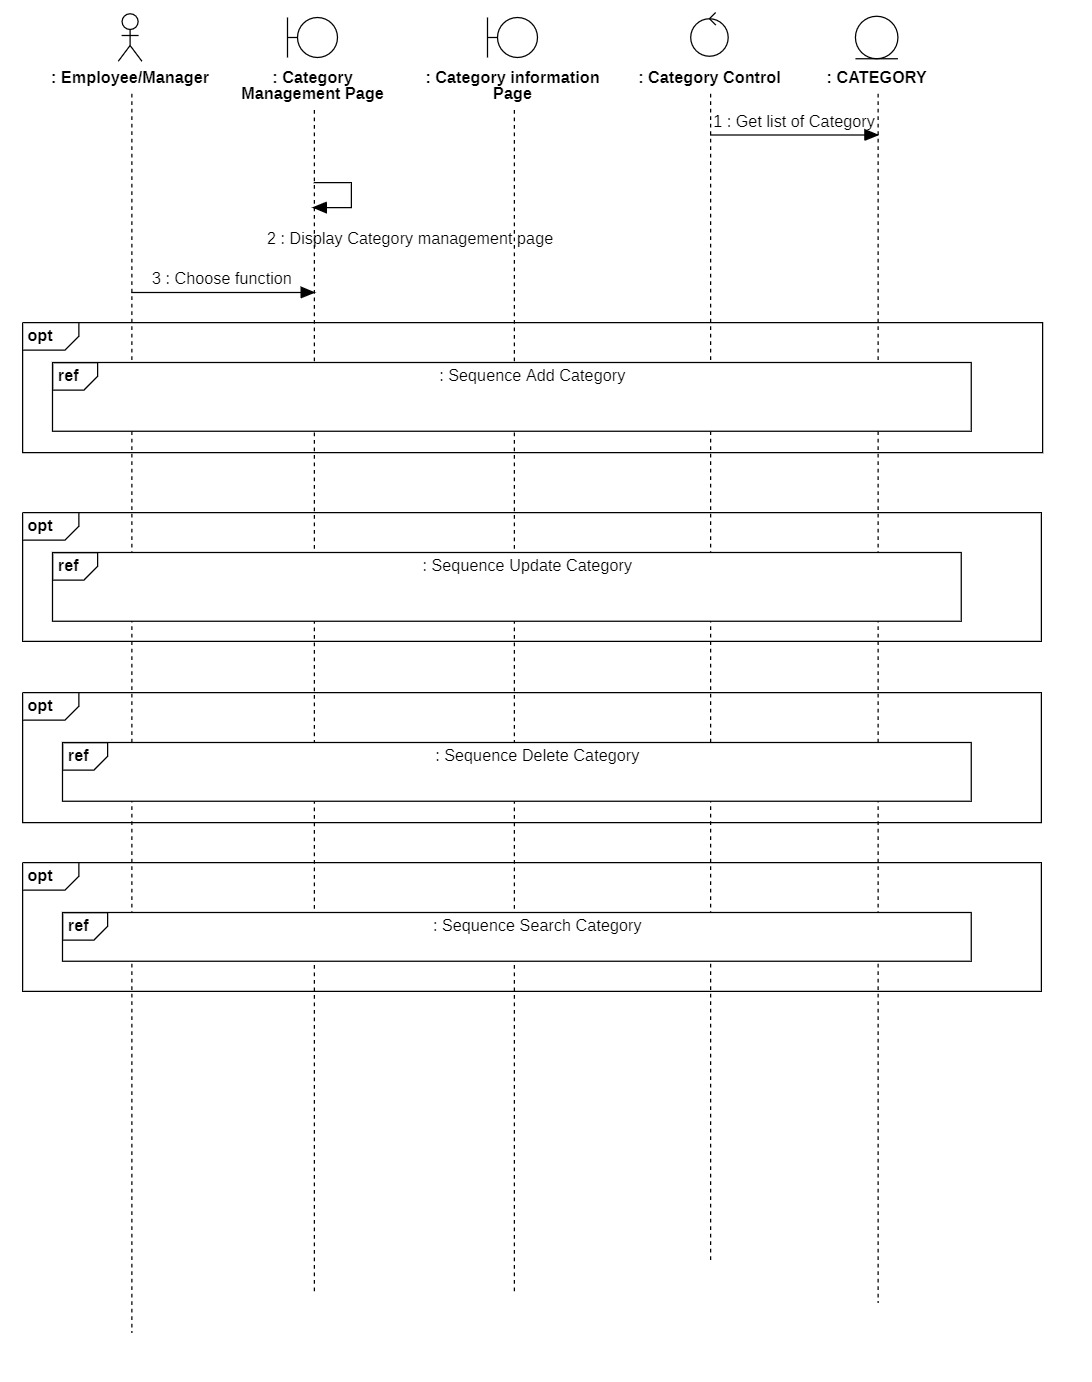 : Employee/Manager
: Category
Management Page
: Category information
Page
: Category Control
: CATEGORY
1 : Get list of Category
2 : Display Category management page
3 : Choose function
opt
ref
: Sequence Add Category
opt
ref
: Sequence Update Category
opt
ref
: Sequence Delete Category
opt
ref
: Sequence Search Category